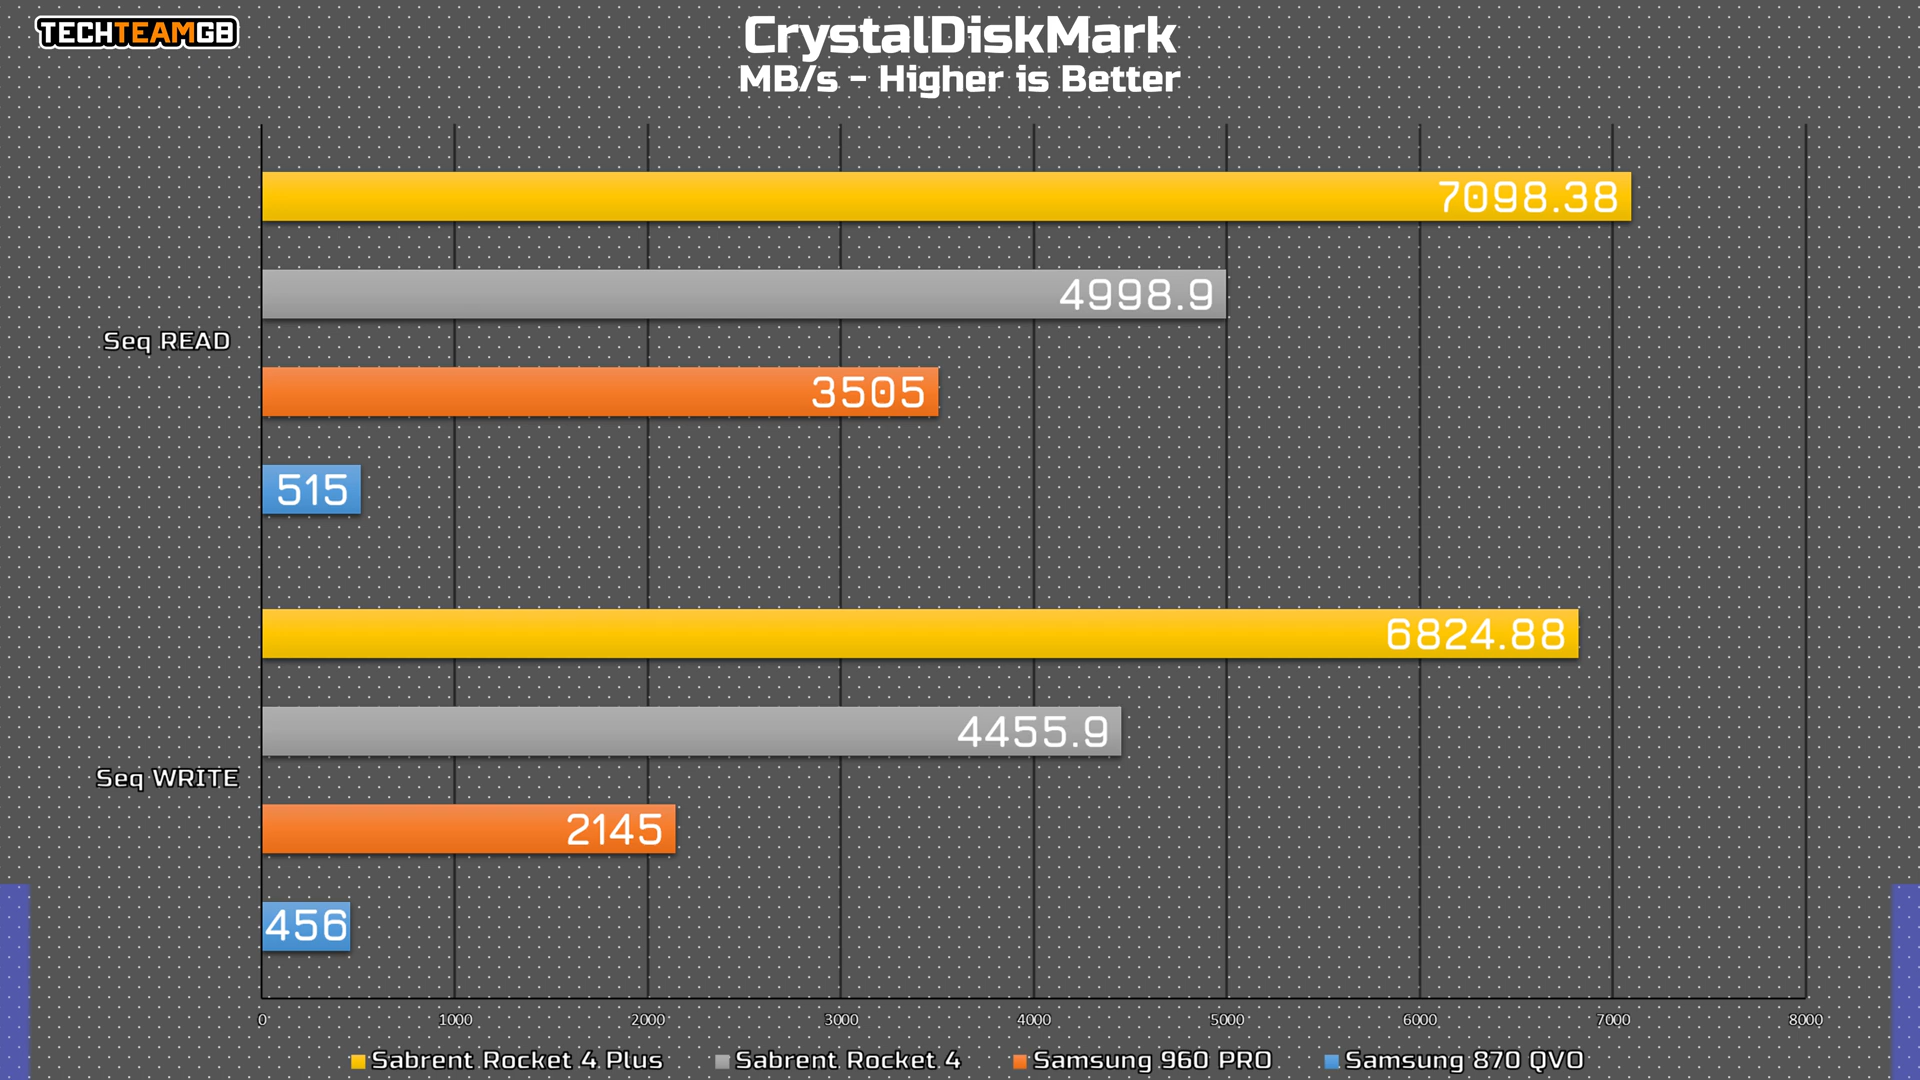 TECHTEAMGB
CrystalDiskMark
MB/s - Higher is Better
7098.38
4998.9
Seq READ
3505
515
6824.88
4455.9
Seq WRITE
2145
456
0 1000 2000 3000 4000 5000 6000 7000 8000
Sabrent Rocket 4 Plus Sabrent Rocket 4 Samsung 960 PRO Samsung 870 QVO